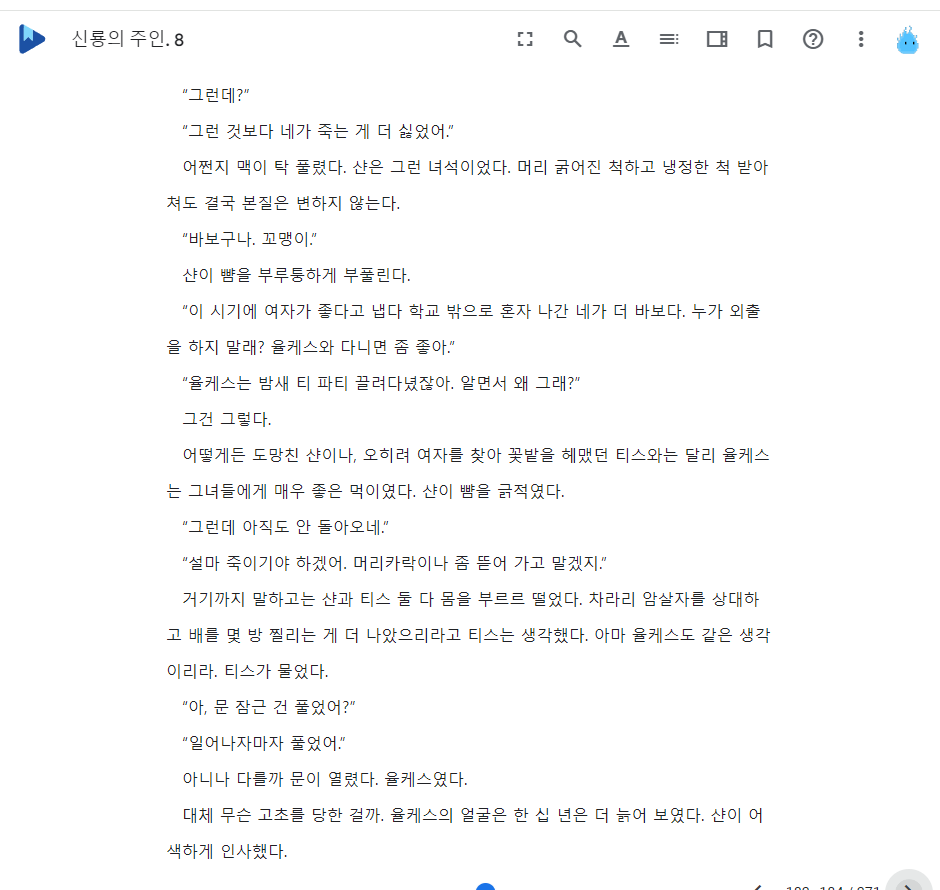 신룡의 주인. 8
“그런데?”
“그런 것보다 네가 죽는 게 더 싫었어.”
어쩐지 맥이 탁 풀렸다. 샨은 그런 녀석이었다. 머리 굵어진 척하고 냉정한 척 받아
쳐도 결국 본질은 변하지 않는다.
“바보구나. 꼬맹이.”
샨이 뺨을 부루퉁하게 부풀린다.
“이 시기에 여자가 좋다고 냅다 학교 밖으로 혼자 나간 네가 더 바보다. 누가 외출
을 하지 말래? 율케스와 다니면 좀 좋아.”
“율케스는 밤새 티 파티 끌려다녔잖아. 알면서 왜 그래?”
그건 그렇다.
어떻게든 도망친 샨이나, 오히려 여자를 찾아 꽃밭을 헤맸던 티스와는 달리 율케스
는 그녀들에게 매우 좋은 먹이였다. 샨이 뺨을 긁적였다.
“그런데 아직도 안 돌아오네.”
“설마 죽이기야 하겠어. 머리카락이나 좀 뜯어 가고 말겠지.”
거기까지 말하고는 샨과 티스 둘 다 몸을 부르르 떨었다. 차라리 암살자를 상대하
고 배를 몇 방 찔리는 게 더 나았으리라고 티스는 생각했다. 아마 율케스도 같은 생각
이리라. 티스가 물었다.
“아, 문 잠근 건 풀었어?”
“일어나자마자 풀었어.”
아니나 다를까 문이 열렸다. 율케스였다.
대체 무슨 고초를 당한 걸까. 율케스의 얼굴은 한 십 년은 더 늙어 보였다. 샨이 어
색하게 인사했다.